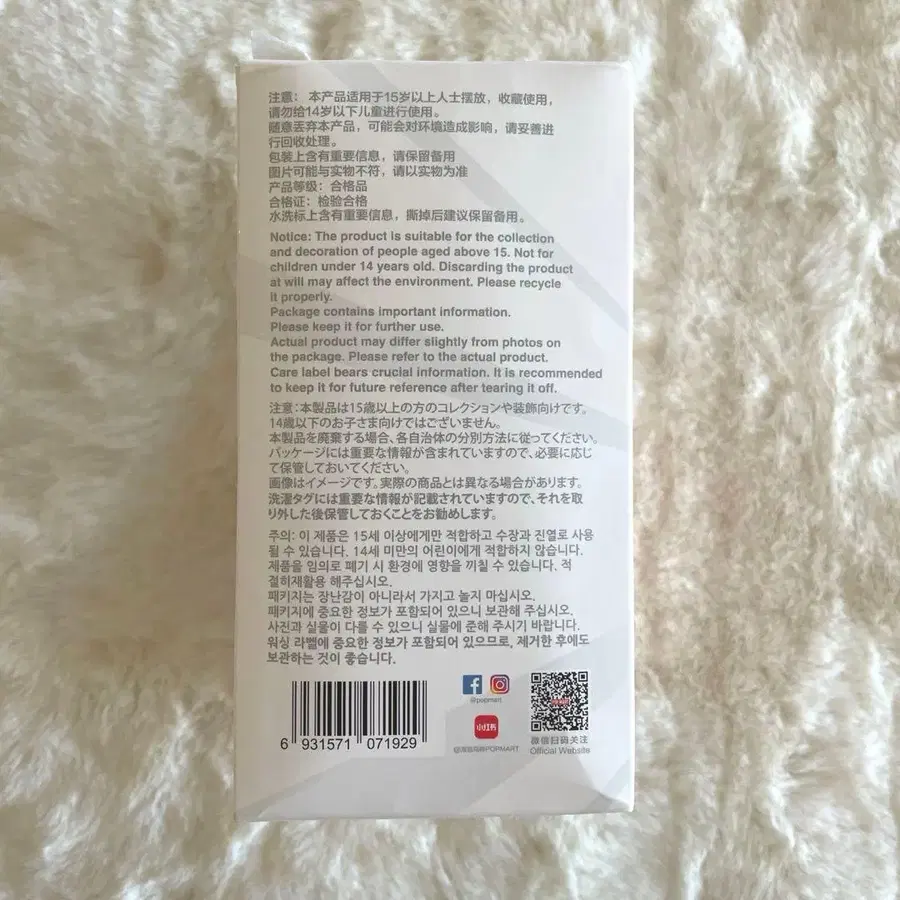 注意： 本产品适用于15岁以上人士摆放，收藏使用，
请勿给14岁以下儿童进行使用。
随意丢弃本产品，可能会对环境造成影响，请妥善进
行回收处理。
包装上含有重要信息，请保留备用
图片可能与实物不符，请以实物为准
产品等级：合格品
合格证：检验合格
水洗标上含有重要信息，撕掉后建议保留备用。
Notice: The product is suitable for the collection
and decoration of people aged above 15. Not for
children under 14 years old. Discarding the product
at will may affect the environment. Please recycle
it properly.
Package contains important information.
Please keep it for further use.
Actual product may differ slightly from photos on
the package. Please refer to the actual product.
Care label bears crucial information. It is recommended
to keep it for future reference after tearing it off.
注意：本製品は15歳以上の方のコレクションや装飾向けです。
14歳以下のお子さま向けではございません。
本製品を廃棄する場合、各自治体の分別方法に従ってください。
パッケージには重要な情報が含まれていますので、必要に応じ
て保管しておいてください。
画像はイメージです。実際の商品とは異なる場合があります。
洗濯タグには重要な情報が記載されていますので、それを取
り外した後保管しておくことをお勧めします。
주의: 이 제품은 15세 이상에게만 적합하고 수장과 진열로 사용
될 수 있습니다. 14세 미만의 어린이에게 적합하지 않습니다.
제품을 임의로 폐기 시 환경에 영향을 끼칠 수 있습니다. 적
절히재활용 해주십시오.
패키지는 장난감이 아니라서 가지고 놀지 마십시오.
패키지에 중요한 정보가 포함되어 있으니 보관해 주십시오.
사진과 실물이 다를 수 있으니 실물에 준해 주시기 바랍니다.
워싱 라벨에 중요한 정보가 포함되어 있으므로, 제거한 후에도
보관하는 것이 좋습니다.
@popmart
小红书
@泡泡玛特POPMART
微信扫码关注
Official Website
6 931571 071929